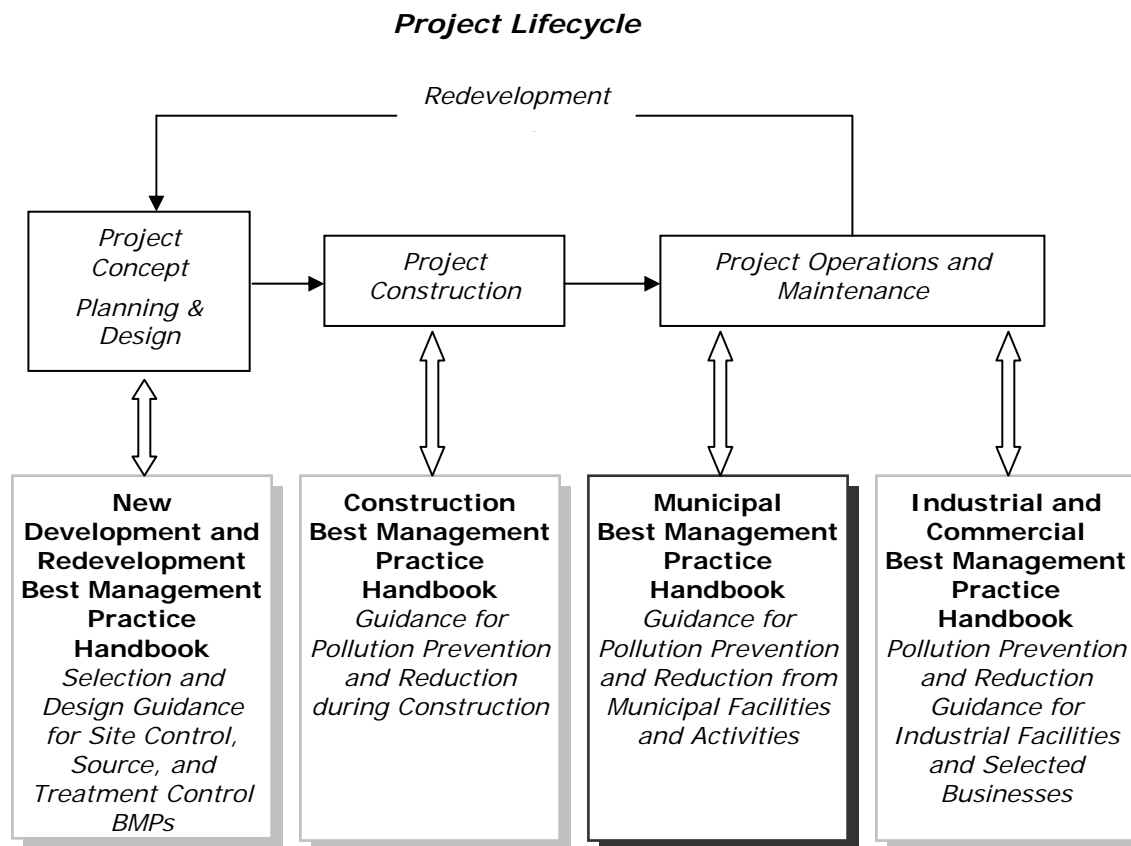 Project Lifecycle
Redevelopment
Project
Concept
Planning &
Design
Project
Construction
Project Operations and
Maintenance
New
Development and
Redevelopment
Best Management
Practice
Handbook
Selection and
Design Guidance
for Site Control,
Source, and
Treatment Control
BMPs
Construction
Best Management
Practice
Handbook
Guidance for
Pollution Prevention
and Reduction
during Construction
Municipal
Best Management
Practice
Handbook
Guidance for
Pollution Prevention
and Reduction from
Municipal Facilities
and Activities
Industrial and
Commercial
Best Management
Practice
Handbook
Pollution Prevention
and Reduction
Guidance for
Industrial Facilities
and Selected
Businesses